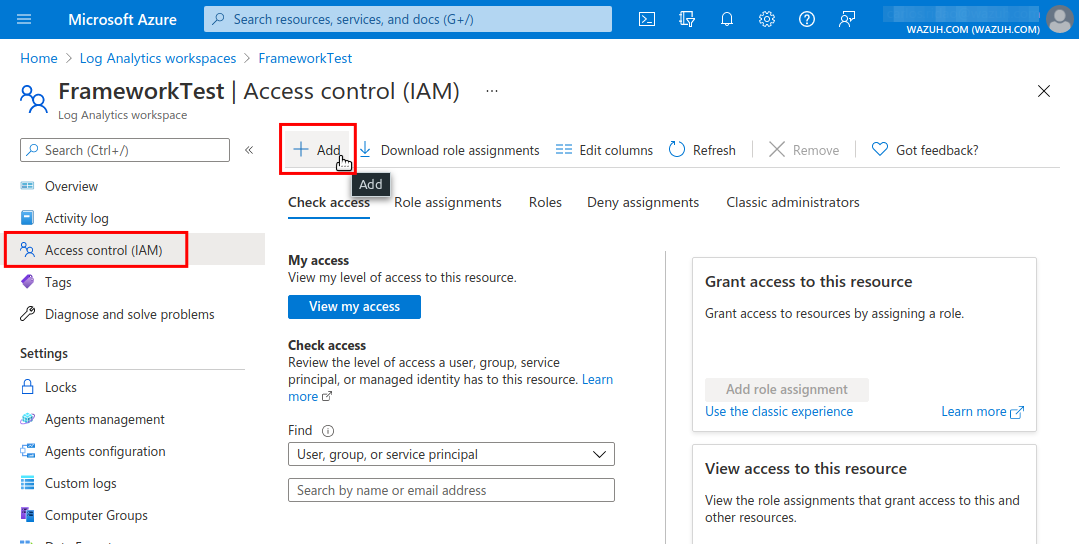 Microsoft Azure
Search resources, services, and docs (G+/)
WAZUH.COM (WAZUH.COM)
Home > Log Analytics workspaces > FrameworkTest
FrameworkTest | Access control (IAM) ...
Log Analytics workspace
Search (Ctrl+/)
«
Overview
Activity log
Access control (IAM)
Tags
Diagnose and solve problems
Settings
Locks
Agents management
Agents configuration
Custom logs
Computer Groups
Add
Download role assignments
Edit columns
Refresh
Remove
Got feedback?
Add
Check access
Role assignments
Roles
Deny assignments
Classic administrators
My access
View my level of access to this resource.
View my access
Check access
Review the level of access a user, group, service
principal, or managed identity has to this resource. Learn
more
Find
User, group, or service principal
Search by name or email address
Grant access to this resource
Grant access to resources by assigning a role.
Add role assignment
Use the classic experience
Learn more
View access to this resource
View the role assignments that grant access to this and
other resources.